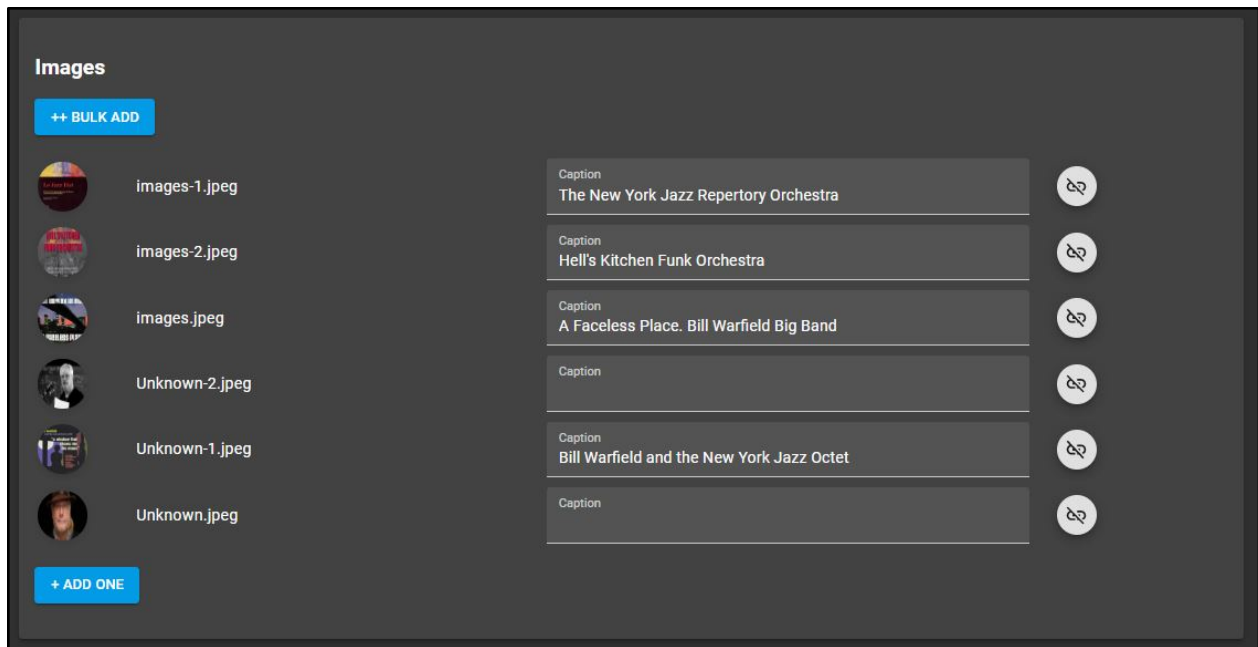 Images
++ BULK ADD
images-1.jpeg
Caption
The New York Jazz Repertory Orchestra
images-2.jpeg
Caption
Hell's Kitchen Funk Orchestra
images.jpeg
Caption
A Faceless Place. Bill Warfield Big Band
Unknown-2.jpeg
Caption
Unknown-1.jpeg
Caption
Bill Warfield and the New York Jazz Octet
Unknown.jpeg
Caption
+ ADD ONE